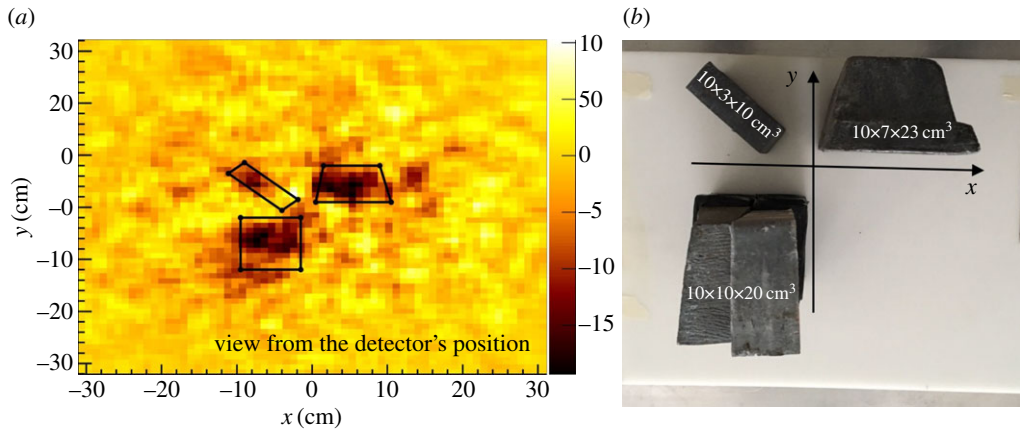 (a)
(b)
30
20
10
0
−0
−10
−20
−30
y (cm)
−30
−20
−10
0
10
20
30
x (cm)
view from the detector's position
10
50
0
−5
−10
−15
10×3×10 cm³
y
10×7×23 cm³
x
10×10×20 cm³